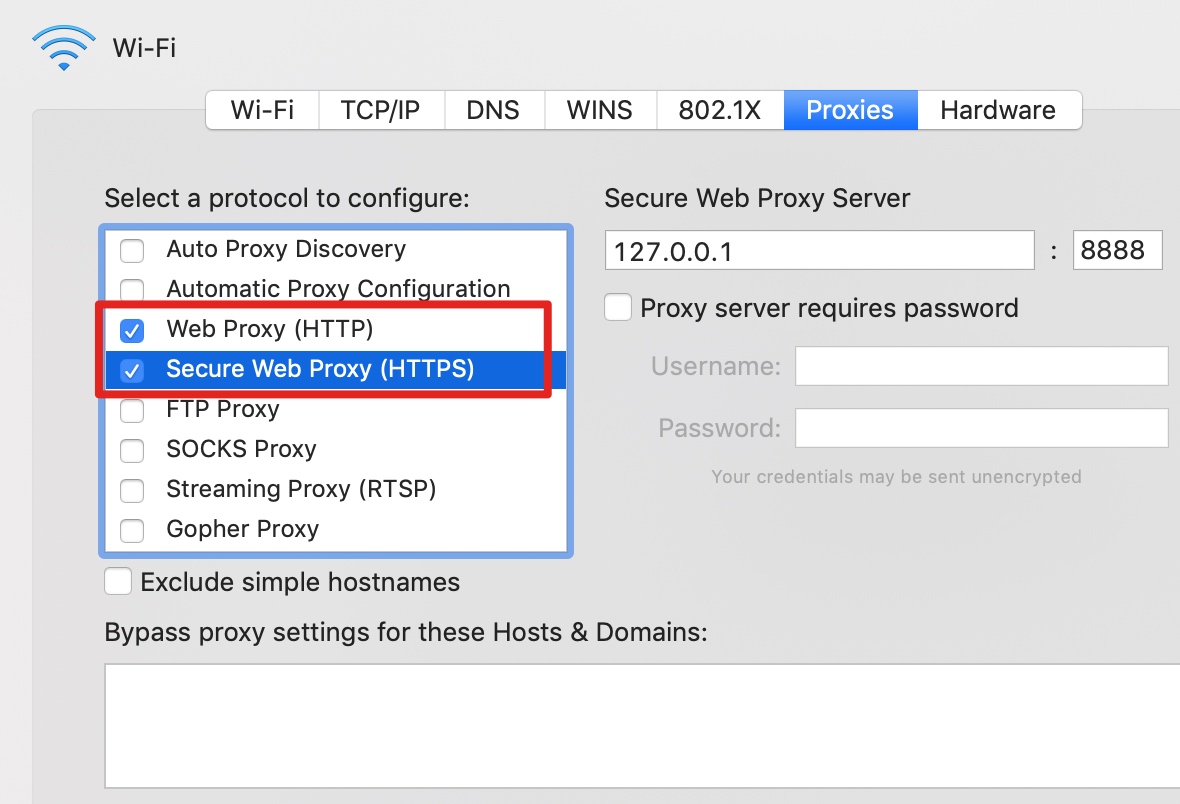 Wi-Fi
Wi-Fi TCP/IP DNS WINS 802.1X Proxies Hardware
Select a protocol to configure:
Auto Proxy Discovery
Automatic Proxy Configuration
Web Proxy (HTTP)
Secure Web Proxy (HTTPS)
FTP Proxy
SOCKS Proxy
Streaming Proxy (RTSP)
Gopher Proxy
Secure Web Proxy Server
127.0.0.1 : 8888
Proxy server requires password
Username:
Password:
Your credentials may be sent unencrypted
Exclude simple hostnames
Bypass proxy settings for these Hosts & Domains: